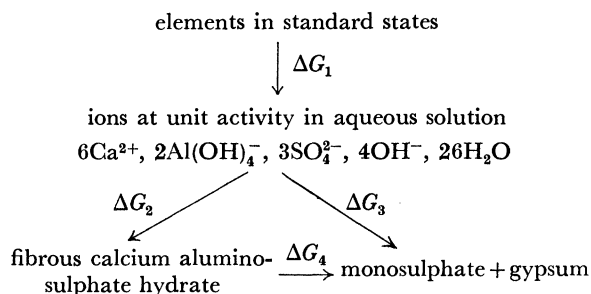 elements in standard states
ΔG₁
ions at unit activity in aqueous solution
6Ca²⁺, 2Al(OH)₄⁻, 3SO₄²⁻, 4OH⁻, 26H₂O
ΔG₂
ΔG₃
fibrous calcium alumino-
sulphate hydrate
ΔG₄
monosulphate + gypsum